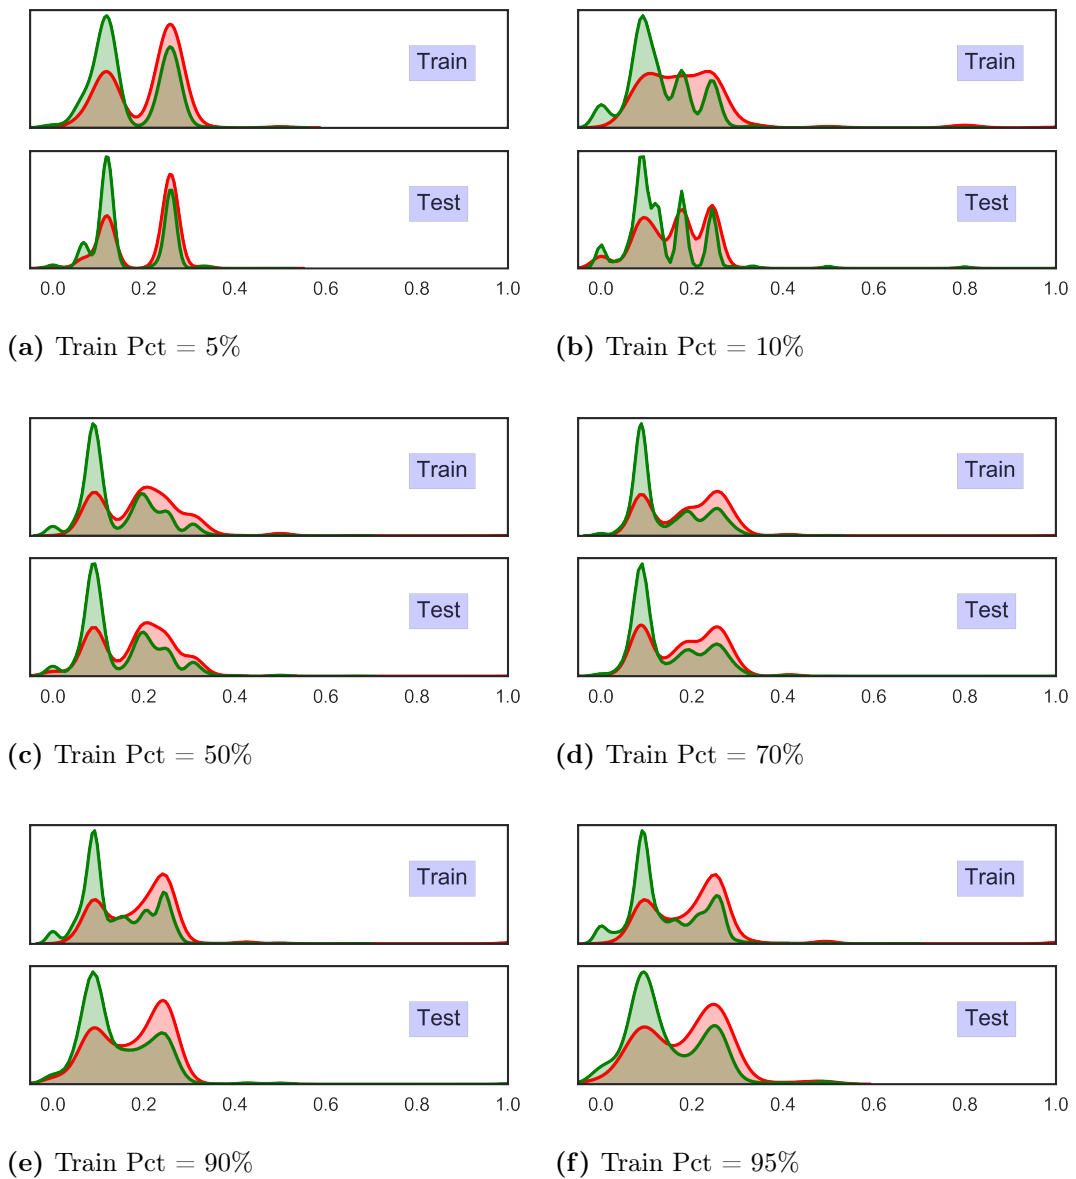 Train Train
Test Test
0.0 0.2 0.4 0.6 0.8 1.0 0.0 0.2 0.4 0.6 0.8 1.0
(a) Train Pct = 5% (b) Train Pct = 10%
Train Train
Test Test
0.0 0.2 0.4 0.6 0.8 1.0 0.0 0.2 0.4 0.6 0.8 1.0
(c) Train Pct = 50% (d) Train Pct = 70%
Train Train
Test Test
0.0 0.2 0.4 0.6 0.8 1.0 0.0 0.2 0.4 0.6 0.8 1.0
(e) Train Pct = 90% (f) Train Pct = 95%